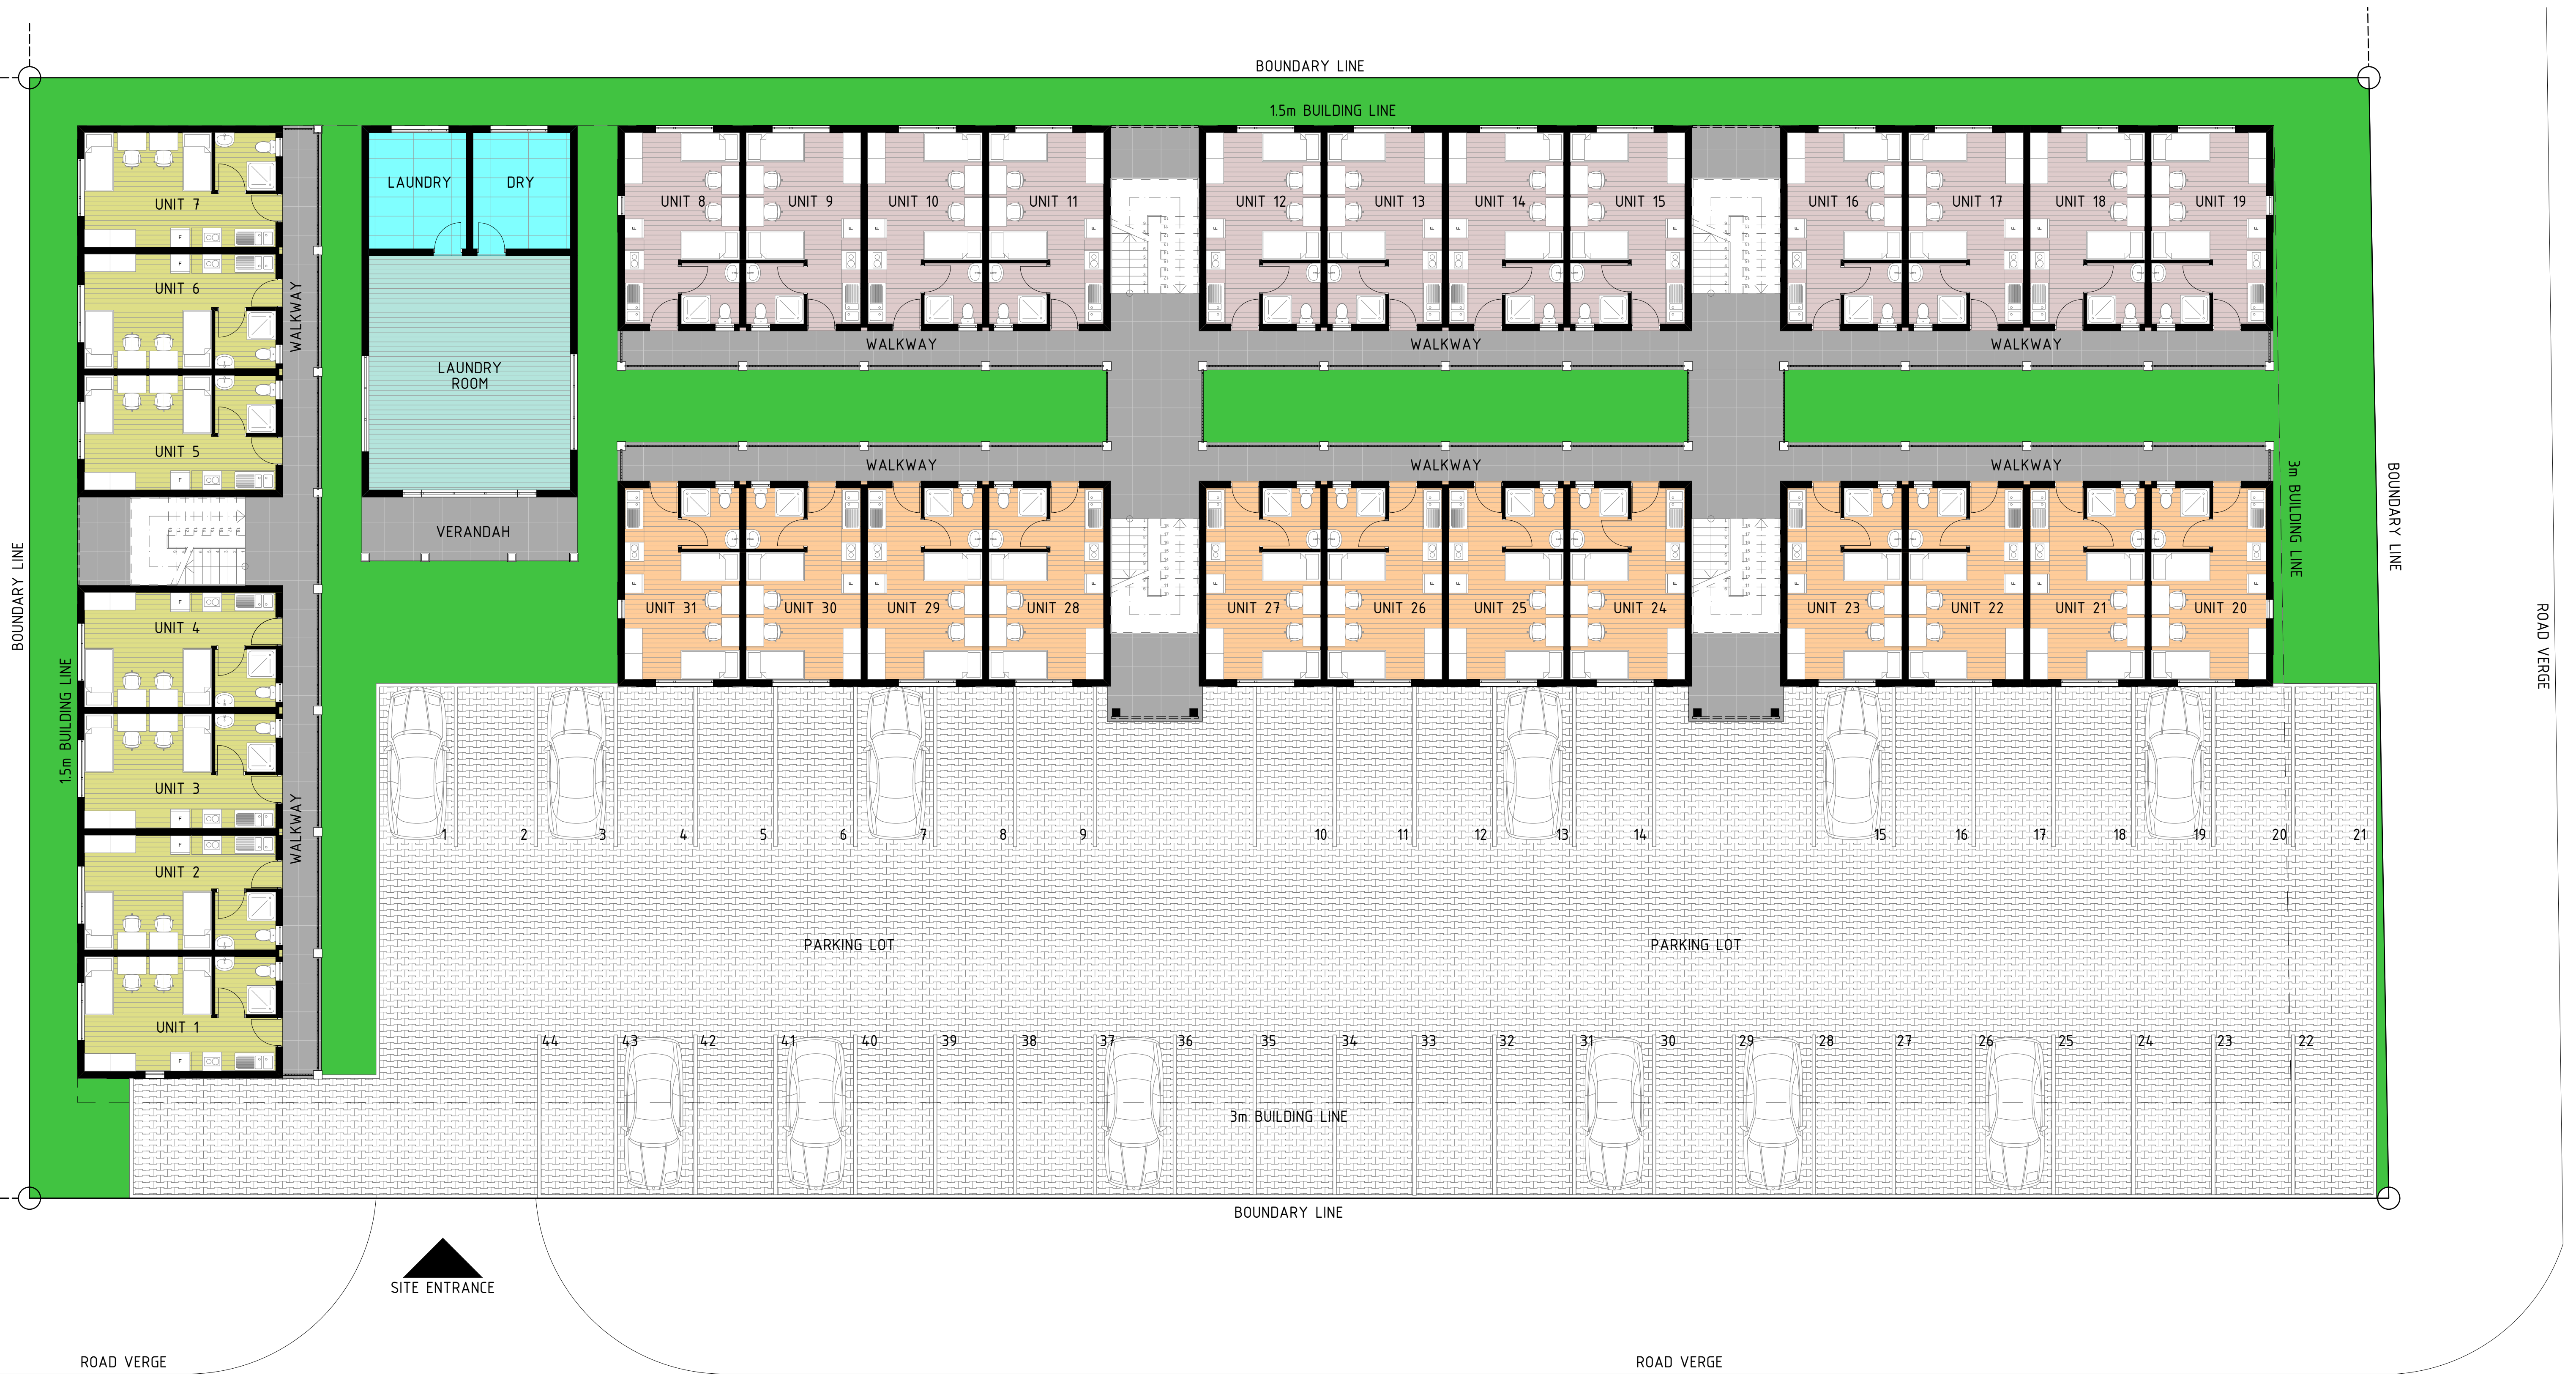 BOUNDARY LINE
1.5m BUILDING LINE
LAUNDRY
DRY
UNIT 7
UNIT 8
UNIT 9
UNIT 10
UNIT 11
UNIT 12
UNIT 13
UNIT 14
UNIT 15
UNIT 16
UNIT 17
UNIT 18
UNIT 19
F
UNIT 6
WALKWAY
WALKWAY
WALKWAY
WALKWAY
LAUNDRY
ROOM
UNIT 5
WALKWAY
WALKWAY
WALKWAY
3m BUILDING LINE
BOUNDARY LINE
VERANDAH
BOUNDARY LINE
UNIT 4
UNIT 31
UNIT 30
UNIT 29
UNIT 28
UNIT 27
UNIT 26
UNIT 25
UNIT 24
UNIT 23
UNIT 22
UNIT 21
UNIT 20
ROAD VERGE
1.5m BUILDING LINE
UNIT 3
WALKWAY
1
2
3
4
5
6
7
8
9
10
11
12
13
14
15
16
17
18
19
20
21
UNIT 2
PARKING LOT
PARKING LOT
UNIT 1
44
43
42
41
40
39
38
37
36
35
34
33
32
31
30
29
28
27
26
25
24
23
22
3m BUILDING LINE
BOUNDARY LINE
SITE ENTRANCE
ROAD VERGE
ROAD VERGE